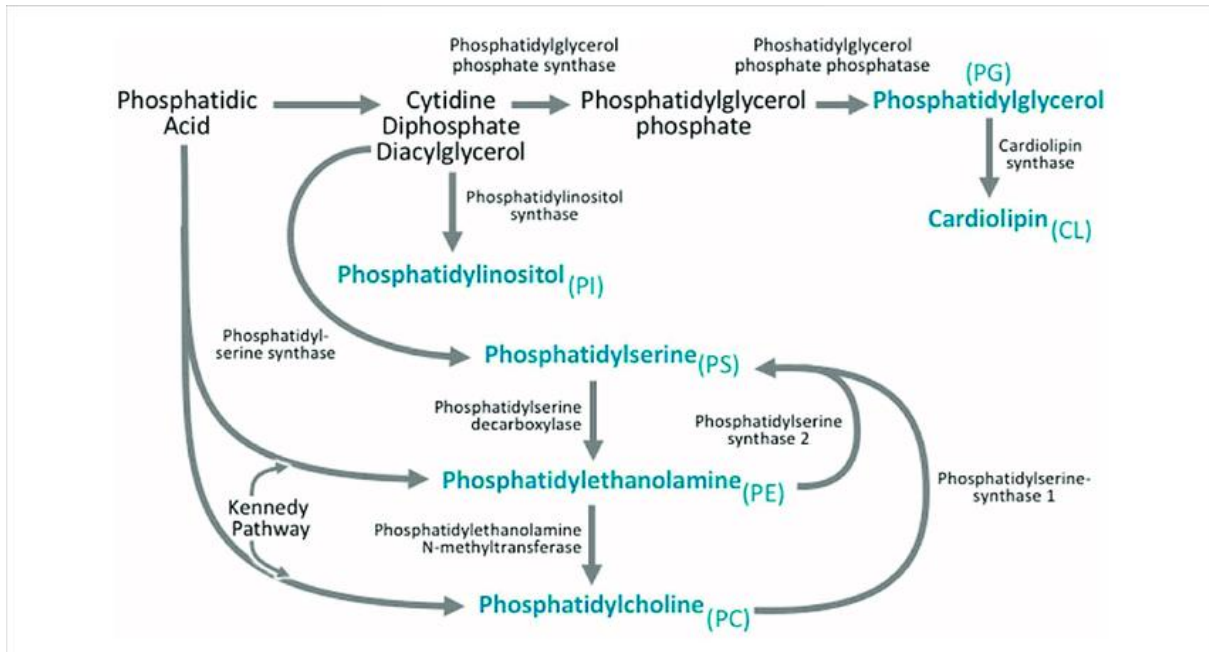 Phosphatidylglycerol
phosphate synthase
Phoshatidylglycerol
phosphate phosphatase
(PG)
Phosphatidic
Acid
Cytidine
Diphosphate
Diacylglycerol
Phosphatidylglycerol
phosphate
Phosphatidylglycerol
Cardiolipin
synthase
Phosphatidylinositol
synthase
Cardiolipin (CL)
Phosphatidylinositol (PI)
Phosphatidyl-
serine synthase
Phosphatidylserine (PS)
Phosphatidylserine
decarboxylase
Phosphatidylserine
synthase 2
Phosphatidylethanolamine (PE)
Phosphatidylserine-
synthase 1
Kennedy
Pathway
Phosphatidylethanolamine
N-methyltransferase
Phosphatidylcholine (PC)